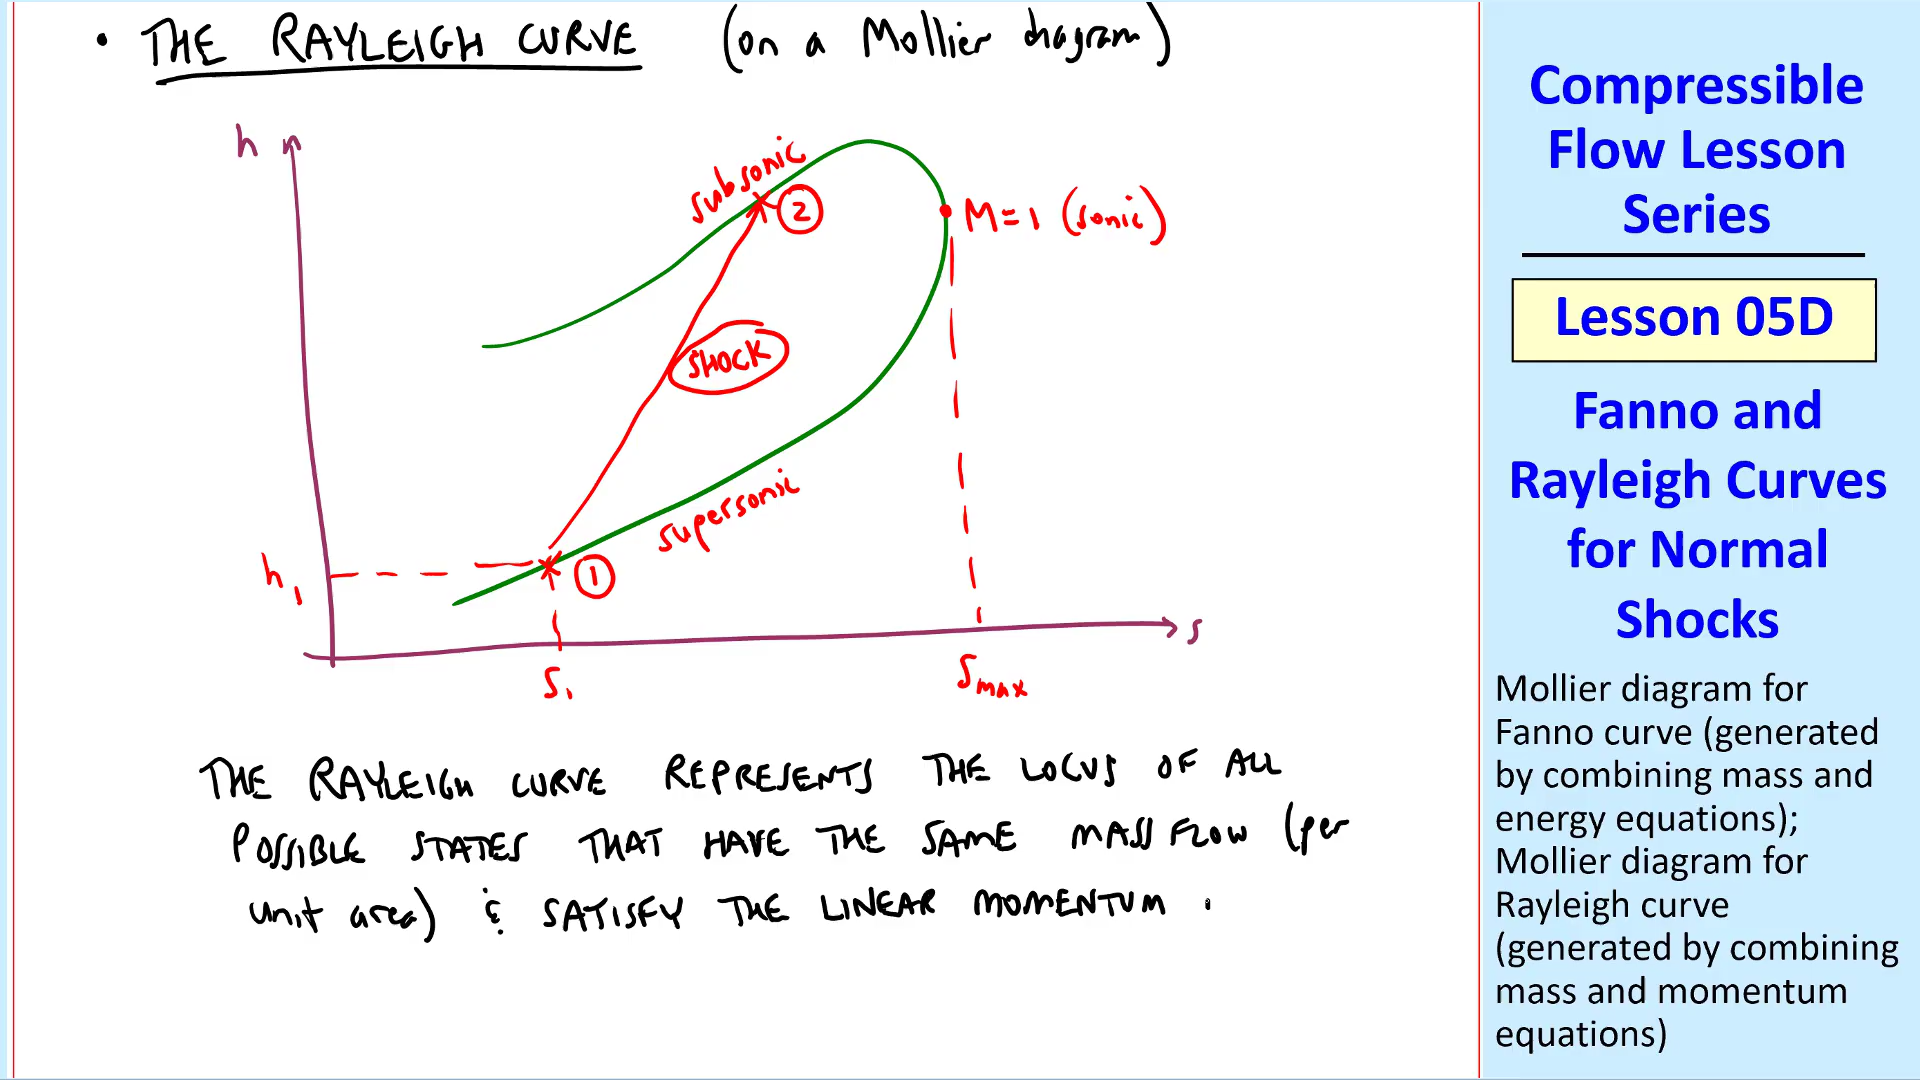 • THE RAYLEIGH CURVE (on a Mollier diagram)
h
subsonic
2
M=1 (sonic)
SHOCK
supersonic
h1
1
s
s1
smax
THE RAYLEIGH CURVE REPRESENTS THE LOCUS OF ALL
POSSIBLE STATES THAT HAVE THE SAME MASS FLOW (per
unit area) & SATISFY THE LINEAR MOMENTUM
Compressible
Flow Lesson
Series
Lesson 05D
Fanno and
Rayleigh Curves
for Normal
Shocks
Mollier diagram for
Fanno curve (generated
by combining mass and
energy equations);
Mollier diagram for
Rayleigh curve
(generated by combining
mass and momentum
equations)